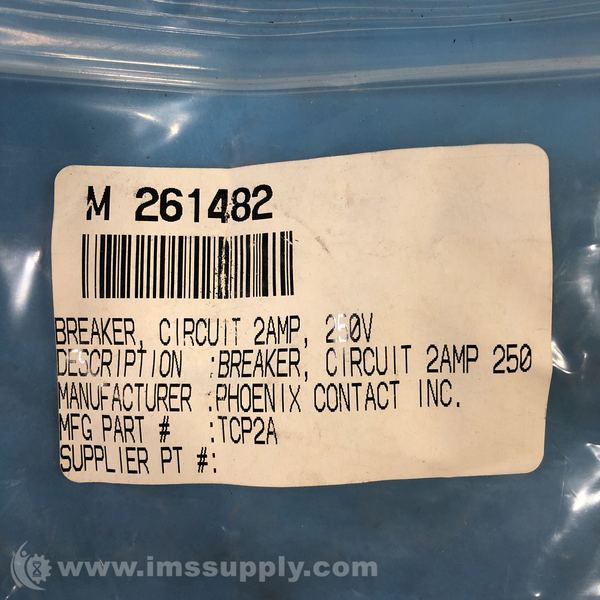 M 261482
BREAKER, CIRCUIT 2AMP, 250V
DESCRIPTION :BREAKER, CIRCUIT 2AMP 250
MANUFACTURER :PHOENIX CONTACT INC.
MFG PART # :TCP2A
SUPPLIER PT #:
www.imssupply.com